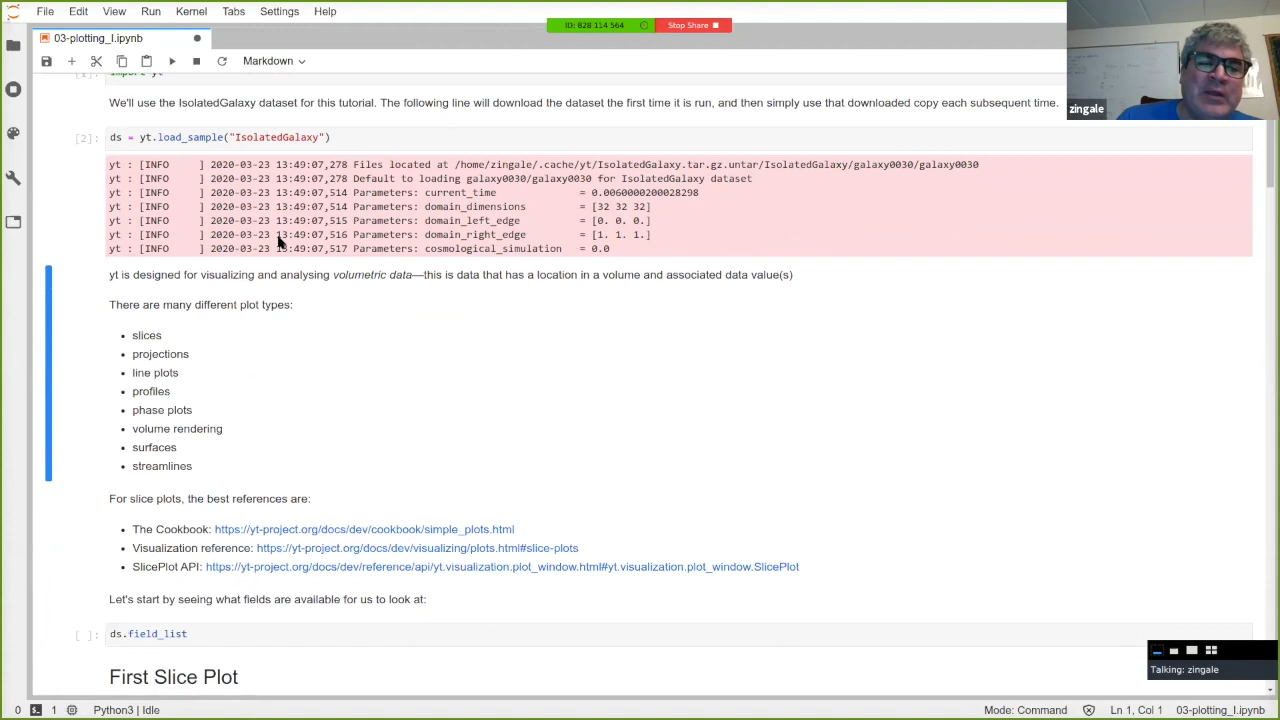 File Edit View Run Kernel Tabs Settings Help
ID: 828 114 564 Stop Share
03-plotting_I.ipynb
Markdown
[1]: import yt
We'll use the IsolatedGalaxy dataset for this tutorial. The following line will download the dataset the first time it is run, and then simply use that downloaded copy each subsequent time.
zingale
[2]: ds = yt.load_sample("IsolatedGalaxy")
yt : [INFO ] 2020-03-23 13:49:07,278 Files located at /home/zingale/.cache/yt/IsolatedGalaxy.tar.gz.untar/IsolatedGalaxy/galaxy0030/galaxy0030
yt : [INFO ] 2020-03-23 13:49:07,278 Default to loading galaxy0030/galaxy0030 for IsolatedGalaxy dataset
yt : [INFO ] 2020-03-23 13:49:07,514 Parameters: current_time = 0.0060000200028298
yt : [INFO ] 2020-03-23 13:49:07,514 Parameters: domain_dimensions = [32 32 32]
yt : [INFO ] 2020-03-23 13:49:07,515 Parameters: domain_left_edge = [0. 0. 0.]
yt : [INFO ] 2020-03-23 13:49:07,516 Parameters: domain_right_edge = [1. 1. 1.]
yt : [INFO ] 2020-03-23 13:49:07,517 Parameters: cosmological_simulation = 0.0
yt is designed for visualizing and analysing volumetric data—this is data that has a location in a volume and associated data value(s)
There are many different plot types:
• slices
• projections
• line plots
• profiles
• phase plots
• volume rendering
• surfaces
• streamlines
For slice plots, the best references are:
• The Cookbook: https://yt-project.org/docs/dev/cookbook/simple_plots.html
• Visualization reference: https://yt-project.org/docs/dev/visualizing/plots.html#slice-plots
• SlicePlot API: https://yt-project.org/docs/dev/reference/api/yt.visualization.plot_window.html#yt.visualization.plot_window.SlicePlot
Let's start by seeing what fields are available for us to look at:
[ ]: ds.field_list
First Slice Plot
Talking: zingale
0 1 Python3 | Idle Mode: Command Ln 1, Col 1 03-plotting_I.ipynb